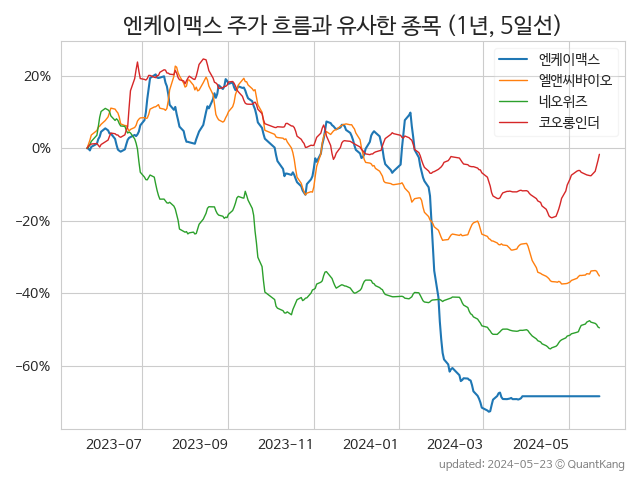 엔케이맥스 주가 흐름과 유사한 종목 (1년, 5일선)
엔케이맥스
엘앤씨바이오
네오위즈
코오롱인더
20%
0%
−20%
−40%
−60%
2023-07
2023-09
2023-11
2024-01
2024-03
2024-05
updated: 2024-05-23 © QuantKang